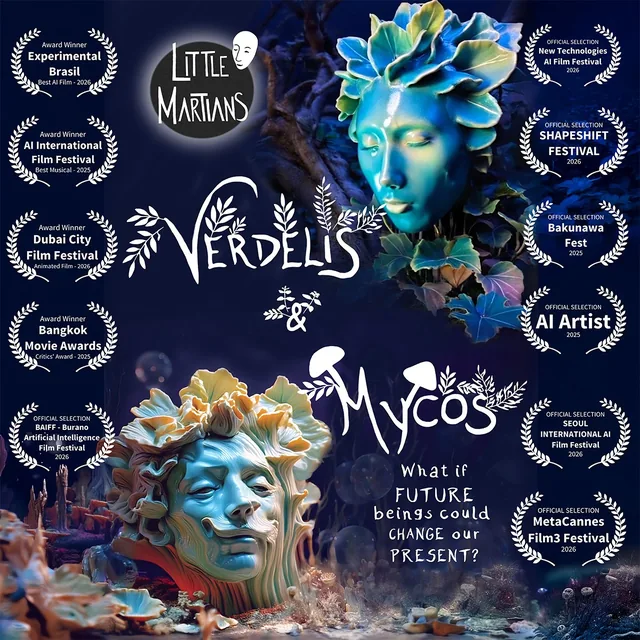 Award Winner
Experimental
Brasil
Best AI Film - 2026
Award Winner
AI International
Film Festival
Best Musical - 2025
Award Winner
Dubai City
Film Festival
Animated Film - 2026
Award Winner
Bangkok
Movie Awards
Critics' Award - 2025
OFFICIAL SELECTION
BAIFF - Burano
Artificial Intelligence
Film Festival
2026
LITTLE
MARTIANS
VERDELIS
&
MYCOS
What if
FUTURE
beings could
CHANGE our
PRESENT?
OFFICIAL SELECTION
New Technologies
AI Film Festival
2026
OFFICIAL SELECTION
SHAPESHIFT
FESTIVAL
2026
OFFICIAL SELECTION
Bakunawa
Fest
2025
OFFICIAL SELECTION
AI Artist
2025
OFFICIAL SELECTION
SEOUL
INTERNATIONAL AI
Film Festival
2026
OFFICIAL SELECTION
MetaCannes
Film3 Festival
2026